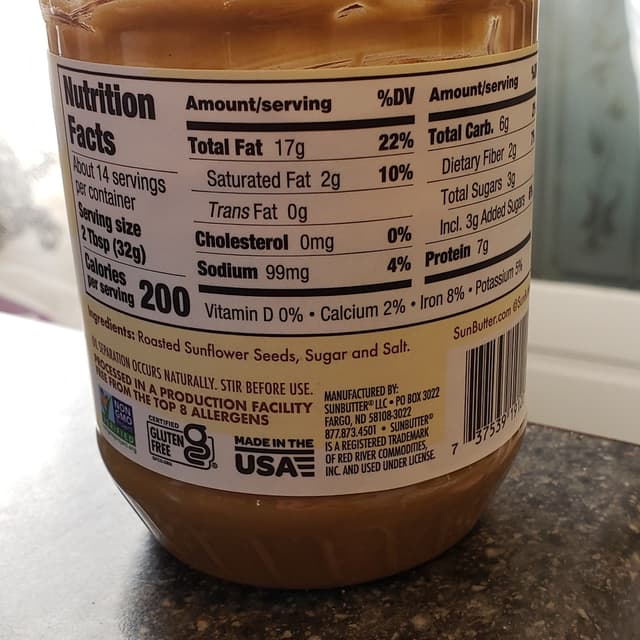 Nutrition
Facts
About 14 servings
per container
Serving size
2 Tbsp (32g)
Calories
per serving 200
Amount/serving %DV
Total Fat 17g 22%
Saturated Fat 2g 10%
Trans Fat 0g
Cholesterol 0mg 0%
Sodium 99mg 4%
Amount/serving
Total Carb. 6g
Dietary Fiber 2g
Total Sugars 3g
Incl. 3g Added Sugars
Protein 7g
Vitamin D 0% • Calcium 2% • Iron 8% • Potassium 5%
Ingredients: Roasted Sunflower Seeds, Sugar and Salt.
SunButter.com
SEPARATION OCCURS NATURALLY. STIR BEFORE USE.
PROCESSED IN A PRODUCTION FACILITY
FREE FROM THE TOP 8 ALLERGENS
NON
GMO
CERTIFIED
GLUTEN
FREE
MADE IN THE
USA
MANUFACTURED BY:
SUNBUTTER® LLC • PO BOX 3022
FARGO, ND 58108-3022
877.873.4501 • SUNBUTTER®
IS A REGISTERED TRADEMARK
OF RED RIVER COMMODITIES,
INC. AND USED UNDER LICENSE.
7 37539